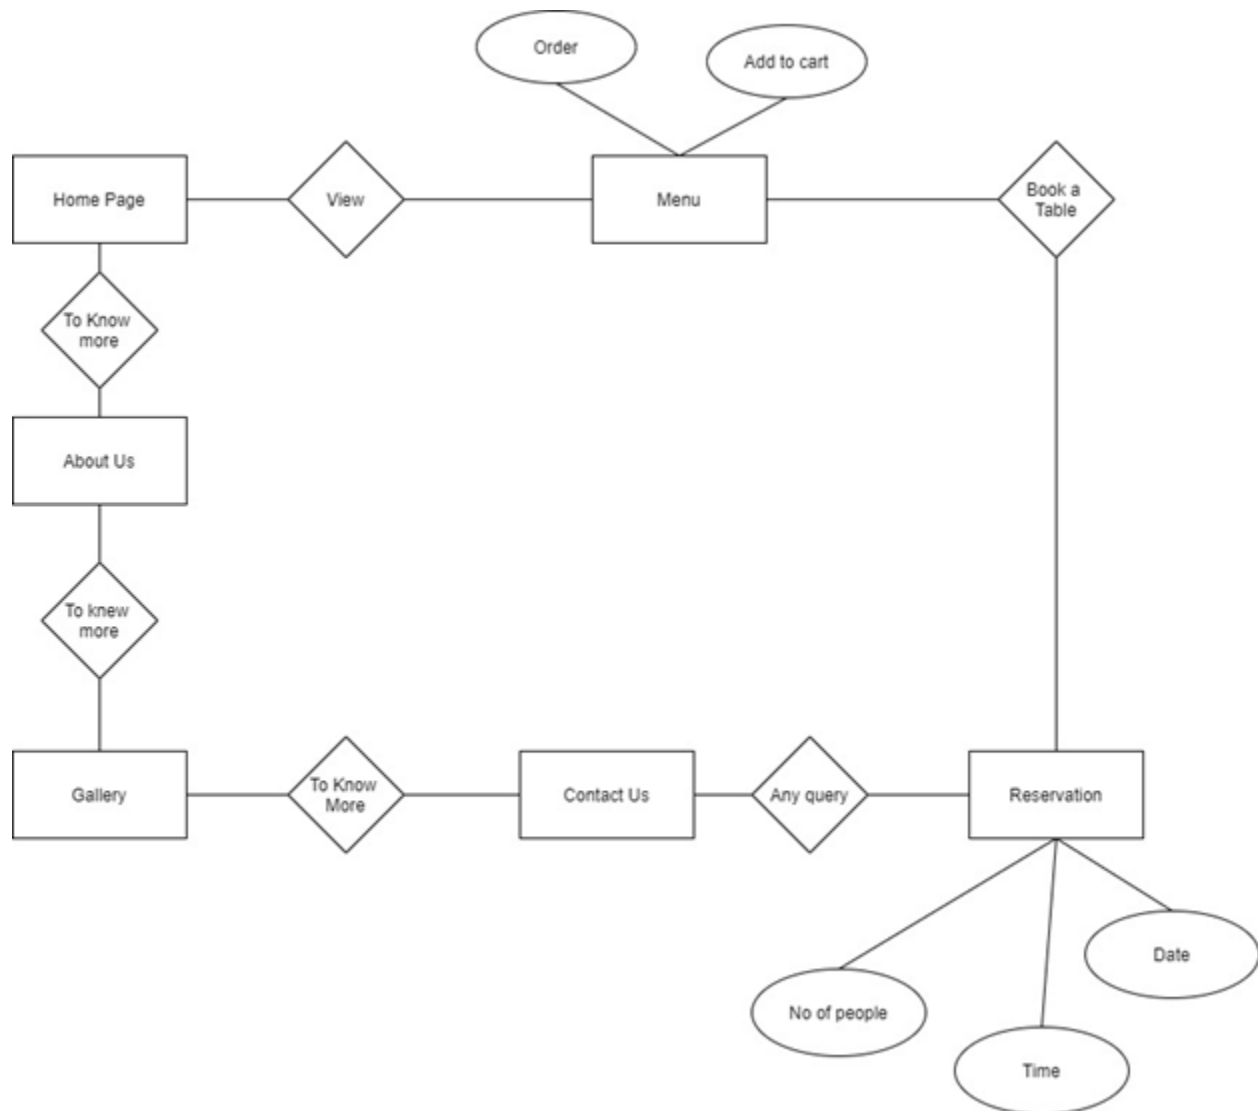 Order
Add to cart
Home Page
View
Menu
Book a
Table
To Know
more
About Us
To knew
more
Gallery
To Know
More
Contact Us
Any query
Reservation
Date
No of people
Time